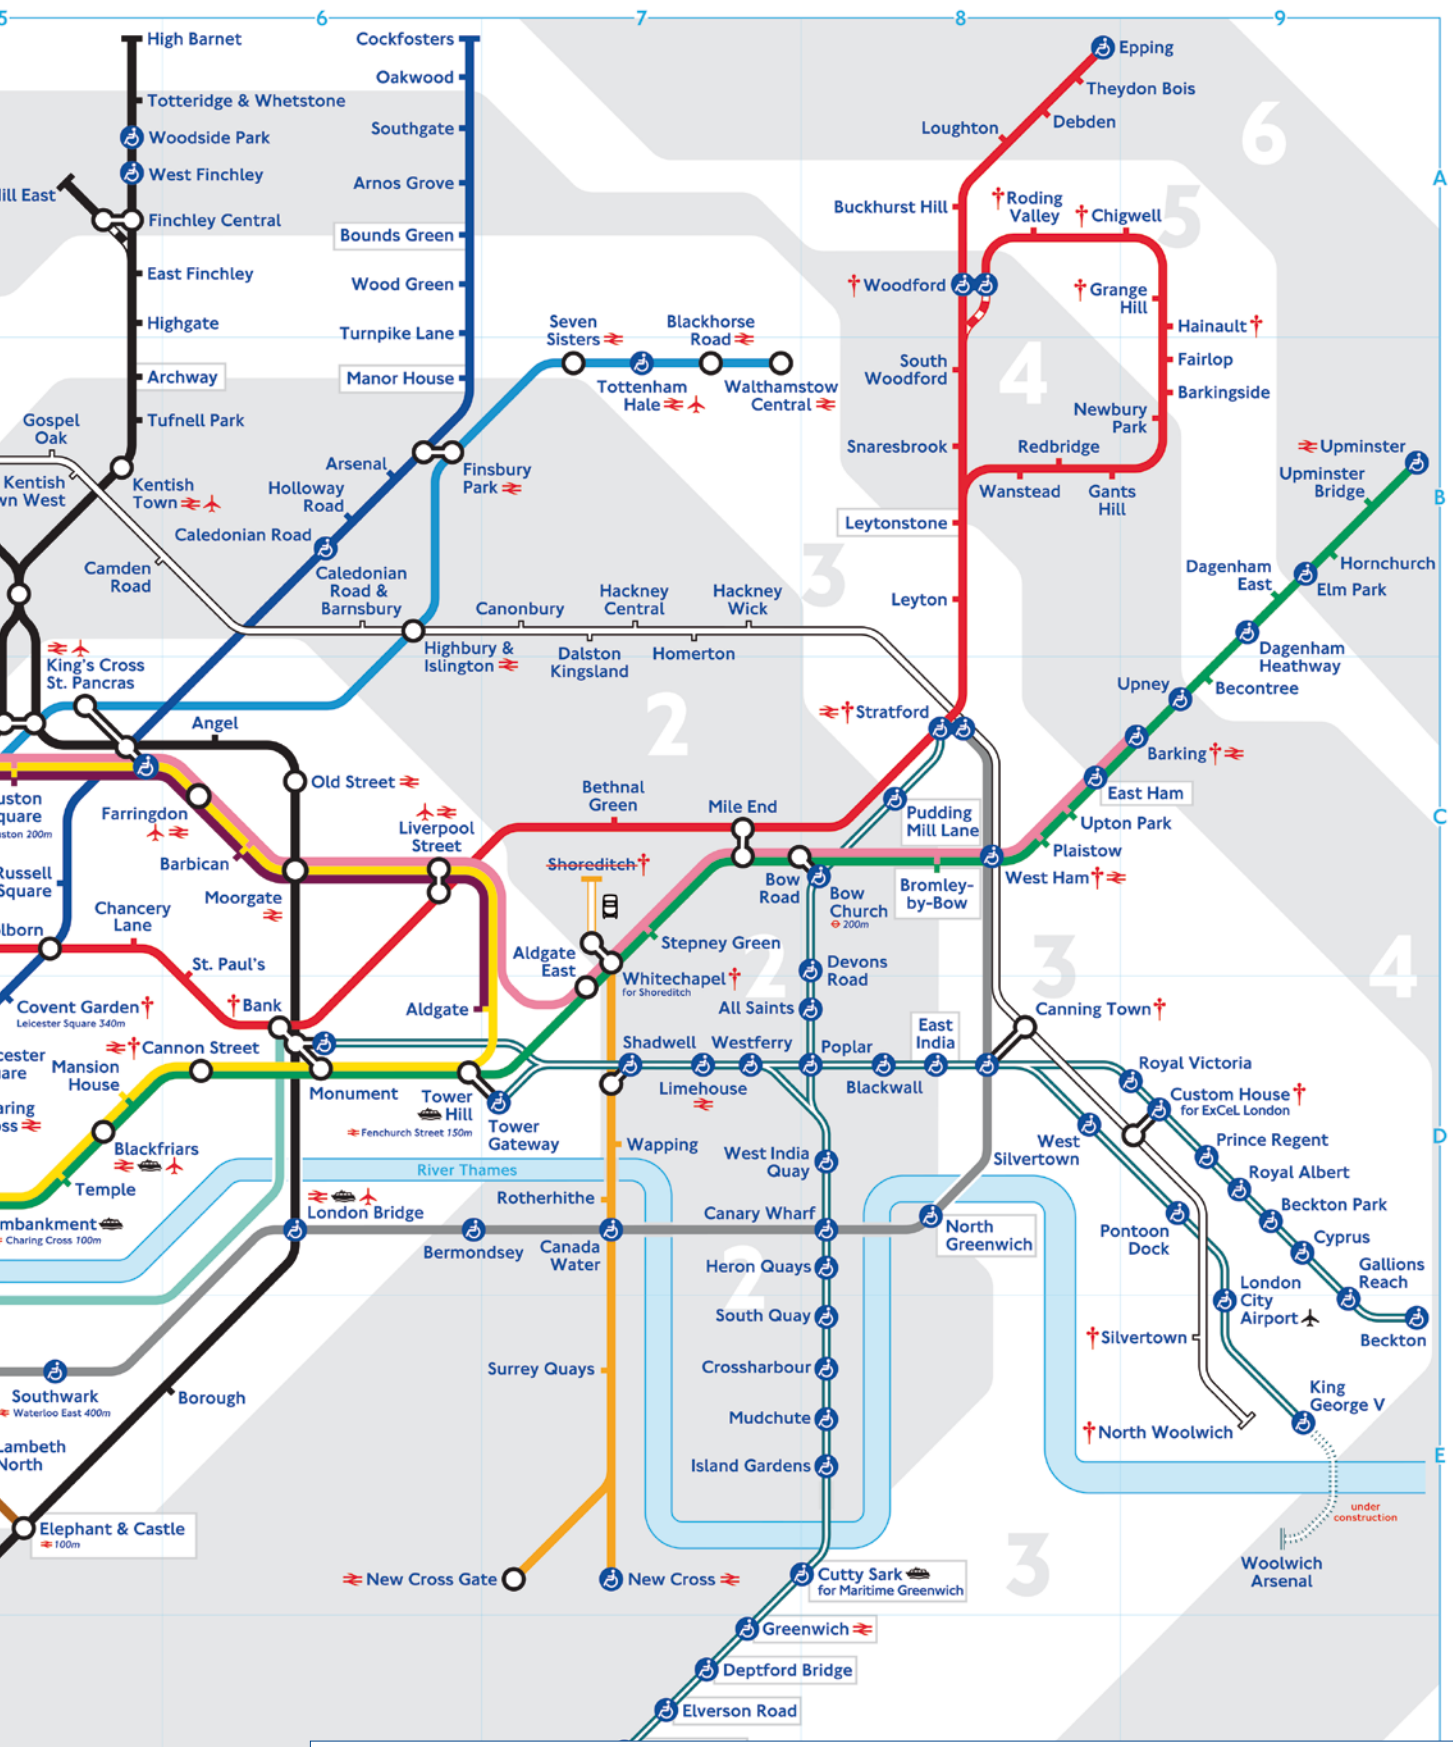 5
6
7
8
9
High Barnet
Totteridge & Whetstone
Woodside Park
West Finchley
ill East
Finchley Central
East Finchley
Highgate
Archway
Tufnell Park
Gospel
Oak
Kentish
wn West
Kentish
Town
Camden
Road
Cockfosters
Oakwood
Southgate
Arnos Grove
Bounds Green
Wood Green
Turnpike Lane
Manor House
Arsenal
Holloway
Road
Caledonian Road
Finsbury
Park
Seven
Sisters
Tottenham
Hale
Blackhorse
Road
Walthamstow
Central
Caledonian
Road &
Barnsbury
Highbury &
Islington
Canonbury
Dalston
Kingsland
Hackney
Central
Homerton
Hackney
Wick
Epping
Theydon Bois
Debden
Loughton
Buckhurst Hill
†Roding
Valley
†Chigwell
†Woodford
†Grange
Hill
Hainault†
Fairlop
Barkingside
Newbury
Park
South
Woodford
Snaresbrook
Redbridge
Wanstead
Gants
Hill
Leytonstone
Leyton
6
5
4
3
2
A
B
Upminster
Upminster
Bridge
Hornchurch
Elm Park
Dagenham
East
Dagenham
Heathway
Becontree
Upney
Barking†
East Ham
Upton Park
Plaistow
West Ham†
†Stratford
Pudding
Mill Lane
C
King's Cross
St. Pancras
Angel
Old Street
uston
quare
uston 200m
Farringdon
Barbican
Russell
Square
Moorgate
Liverpool
Street
Bethnal
Green
Mile End
Shoreditch†
Bow
Road
Bow
Church
200m
Bromley-
by-Bow
olborn
Chancery
Lane
St. Paul's
Covent Garden†
Leicester Square 340m
†Bank
Aldgate
East
Stepney Green
Whitechapel†
for Shoreditch
Aldgate
2
Devons
Road
All Saints
3
4
Canning Town†
cester
uare
Mansion
House
†Cannon Street
Monument
Tower
Hill
Fenchurch Street 150m
Tower
Gateway
Shadwell
Limehouse
Westferry
Poplar
Blackwall
East
India
Royal Victoria
Custom House†
for ExCeL London
Prince Regent
Royal Albert
Beckton Park
Cyprus
Gallions
Reach
Beckton
D
aring
oss
Blackfriars
Temple
mbankment
Charing Cross 100m
River Thames
Wapping
Rotherhithe
West India
Quay
West
Silvertown
London Bridge
Bermondsey
Canada
Water
Canary Wharf
North
Greenwich
Pontoon
Dock
London
City
Airport
Heron Quays
2
South Quay
†Silvertown
Surrey Quays
Crossharbour
Southwark
Waterloo East 400m
Borough
Mudchute
King
George V
†North Woolwich
Lambeth
North
Island Gardens
E
under
construction
Elephant & Castle
100m
Woolwich
Arsenal
3
New Cross Gate
New Cross
Cutty Sark
for Maritime Greenwich
Greenwich
Deptford Bridge
Elverson Road